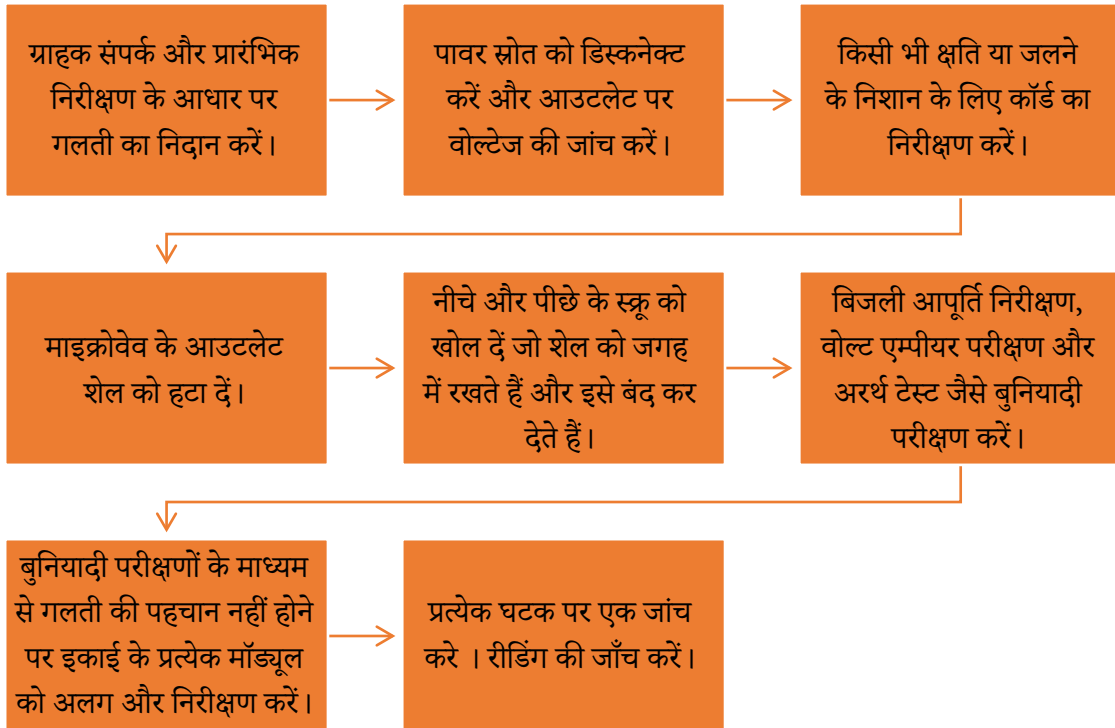 ग्राहक संपर्क और प्रारंभिक
निरीक्षण के आधार पर
गलती का निदान करें।
पावर स्रोत को डिस्कनेक्ट
करें और आउटलेट पर
वोल्टेज की जांच करें।
किसी भी क्षति या जलने
के निशान के लिए कॉर्ड का
निरीक्षण करें।
माइक्रोवेव के आउटलेट
शेल को हटा दें।
नीचे और पीछे के स्क्रू को
खोल दें जो शेल को जगह
में रखते हैं और इसे बंद कर
देते हैं।
बिजली आपूर्ति निरीक्षण,
वोल्ट एम्पीयर परीक्षण और
अरर्थ टेस्ट जैसे बुनियादी
परीक्षण करें।
बुनियादी परीक्षणों के माध्यम
से गलती की पहचान नहीं होने
पर इकाई के प्रत्येक मॉड्यूल
को अलग और निरीक्षण करें।
प्रत्येक घटक पर एक जांच
करे । रीडिंग की जाँच करें।